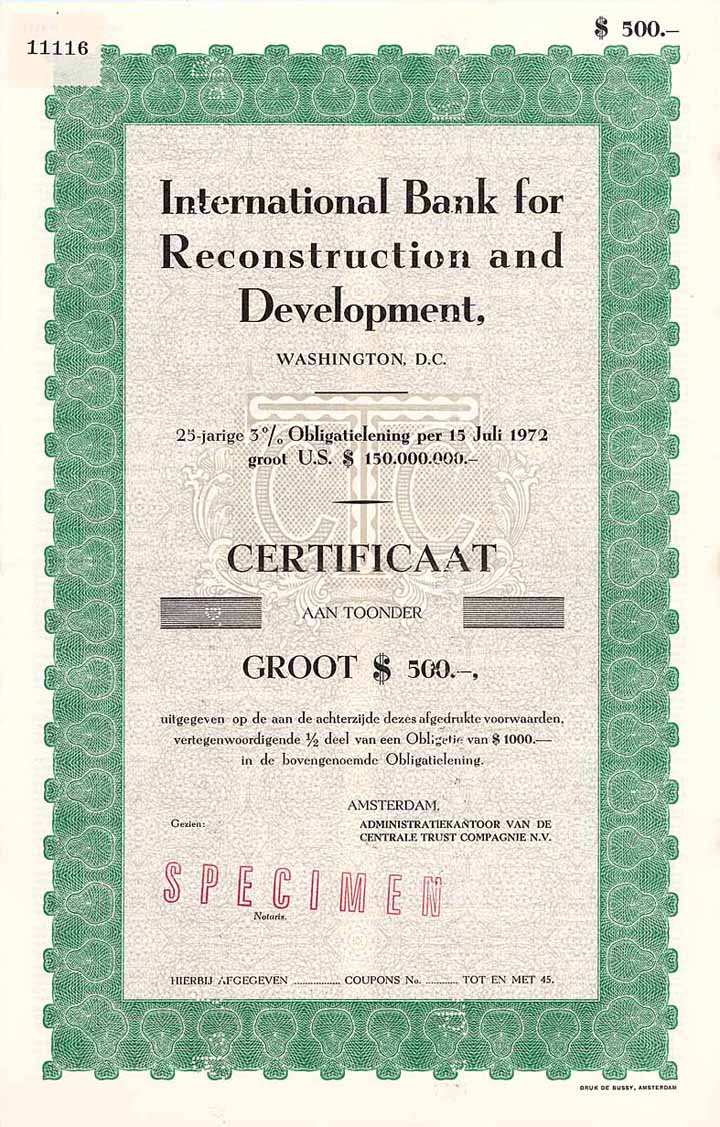 11116
$ 500.–
International Bank for
Reconstruction and
Development,
WASHINGTON, D.C.
25-jarige 3% Obligatielening per 15 Juli 1972
groot U.S. $ 150.000.000.–
CTC
CERTIFICAAT
AAN TOONDER
GROOT $ 500.–,
uitgegeven op de aan de achterzijde dezes afgedrukte voorwaarden,
vertegenwoordigende ½ deel van een Obligatie van $ 1000.—
in de bovengenoemde Obligatielening.
AMSTERDAM,
Gezien:
ADMINISTRATIEKANTOOR VAN DE
CENTRALE TRUST COMPAGNIE N.V.
SPECIMEN
Notaris.
HIERBIJ AFGEGEVEN ................. COUPONS No. ............ TOT EN MET 45.
DRUK DE BUSSY, AMSTERDAM